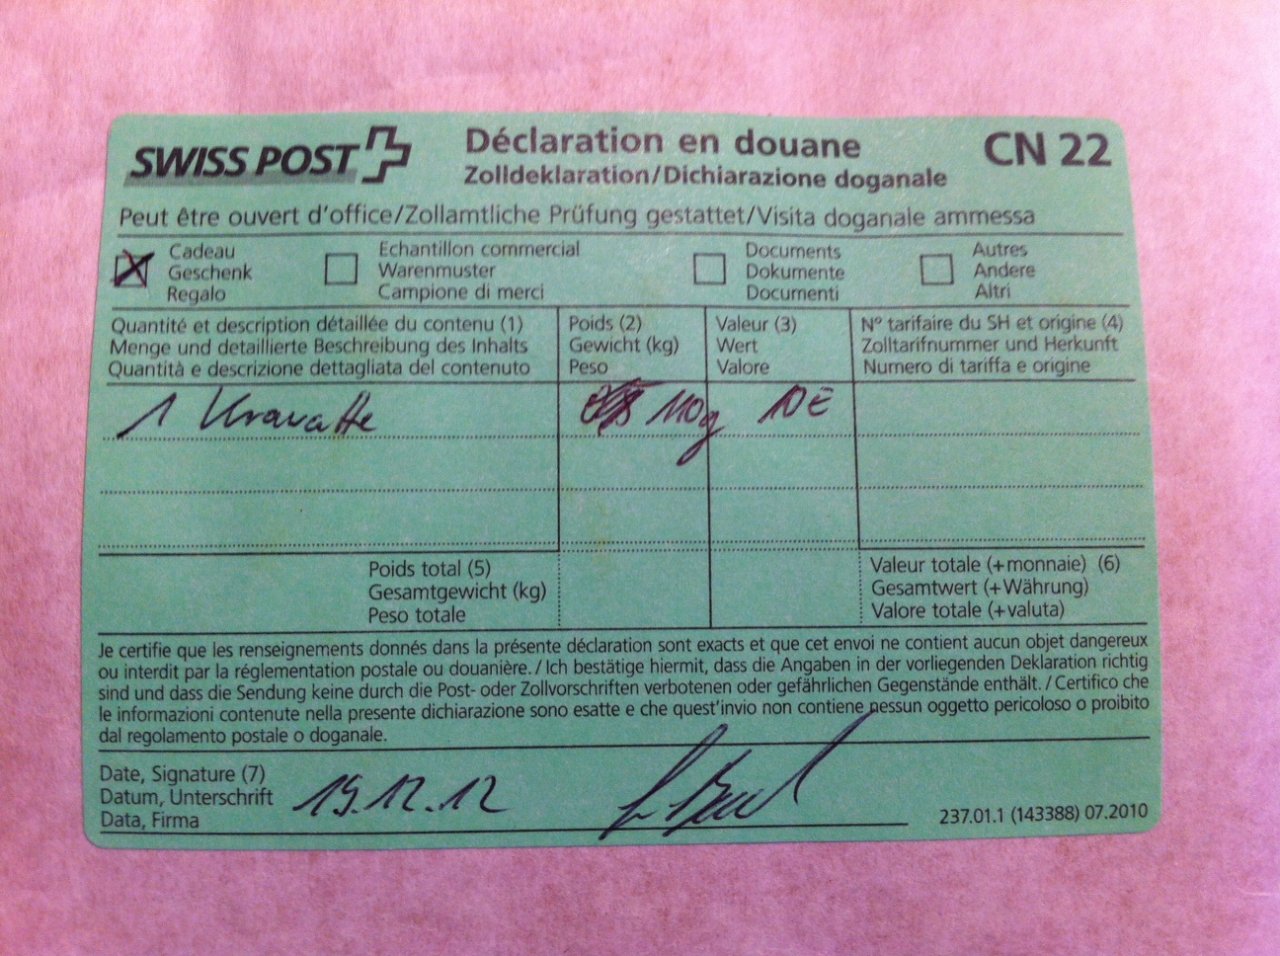 SWISS POST
Déclaration en douane
CN 22
Zolldeklaration/Dichiarazione doganale
Peut être ouvert d'office/Zollamtliche Prüfung gestattet/Visita doganale ammessa
Cadeau
Geschenk
Regalo
Echantillon commercial
Warenmuster
Campione di merci
Documents
Dokumente
Documenti
Autres
Andere
Altri
Quantité et description détaillée du contenu (1)
Menge und detaillierte Beschreibung des Inhalts
Quantità e descrizione dettagliata del contenuto
Poids (2)
Gewicht (kg)
Peso
Valeur (3)
Wert
Valore
N° tarifaire du SH et origine (4)
Zolltarifnummer und Herkunft
Numero di tariffa e origine
1 Kravatte 110g 10€
Poids total (5)
Gesamtgewicht (kg)
Peso totale
Valeur totale (+monnaie) (6)
Gesamtwert (+Währung)
Valore totale (+valuta)
Je certifie que les renseignements donnés dans la présente déclaration sont exacts et que cet envoi ne contient aucun objet dangereux
ou interdit par la réglementation postale ou douanière. / Ich bestätige hiermit, dass die Angaben in der vorliegenden Deklaration richtig
sind und dass die Sendung keine durch die Post- oder Zollvorschriften verbotenen oder gefährlichen Gegenstände enthält. / Certifico che
le informazioni contenute nella presente dichiarazione sono esatte e che quest'invio non contiene nessun oggetto pericoloso o proibito
dal regolamento postale o doganale.
Date, Signature (7)
Datum, Unterschrift
Data, Firma
19.12.12
237.01.1 (143388) 07.2010